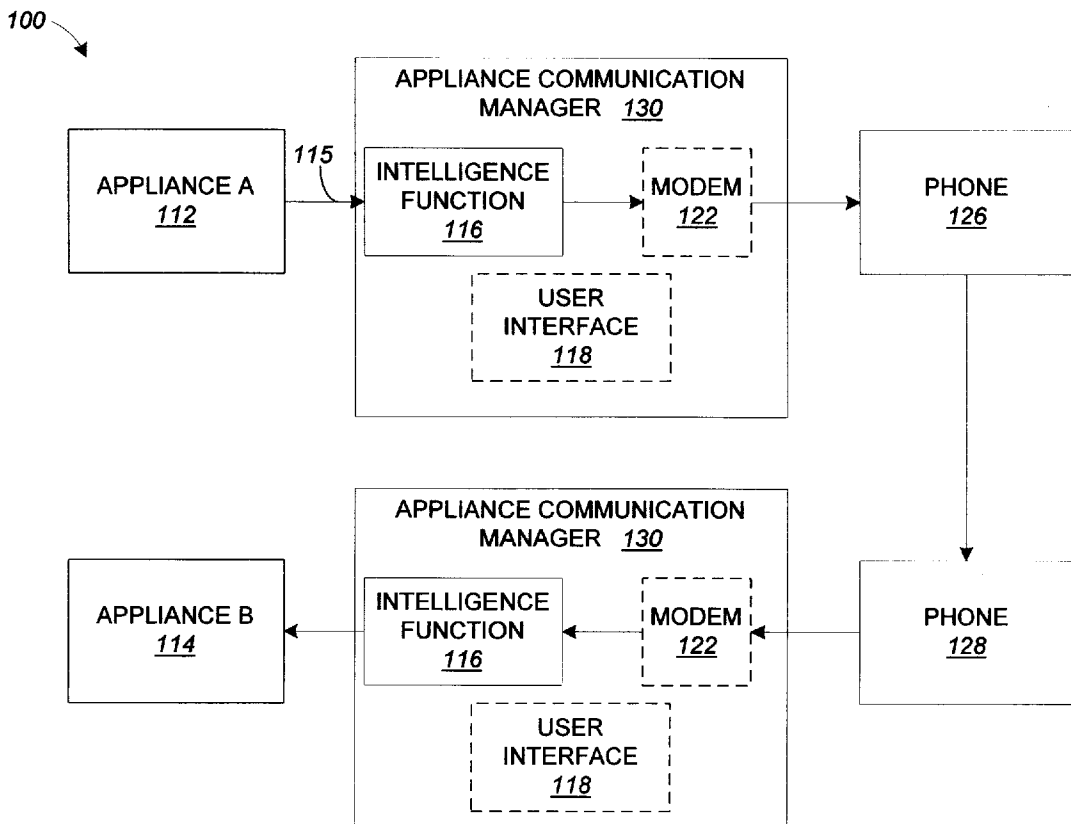 100
APPLIANCE COMMUNICATION
MANAGER 130
APPLIANCE A
112
115
INTELLIGENCE
FUNCTION
116
MODEM
122
PHONE
126
USER
INTERFACE
118
APPLIANCE COMMUNICATION
MANAGER 130
APPLIANCE B
114
INTELLIGENCE
FUNCTION
116
MODEM
122
PHONE
128
USER
INTERFACE
118